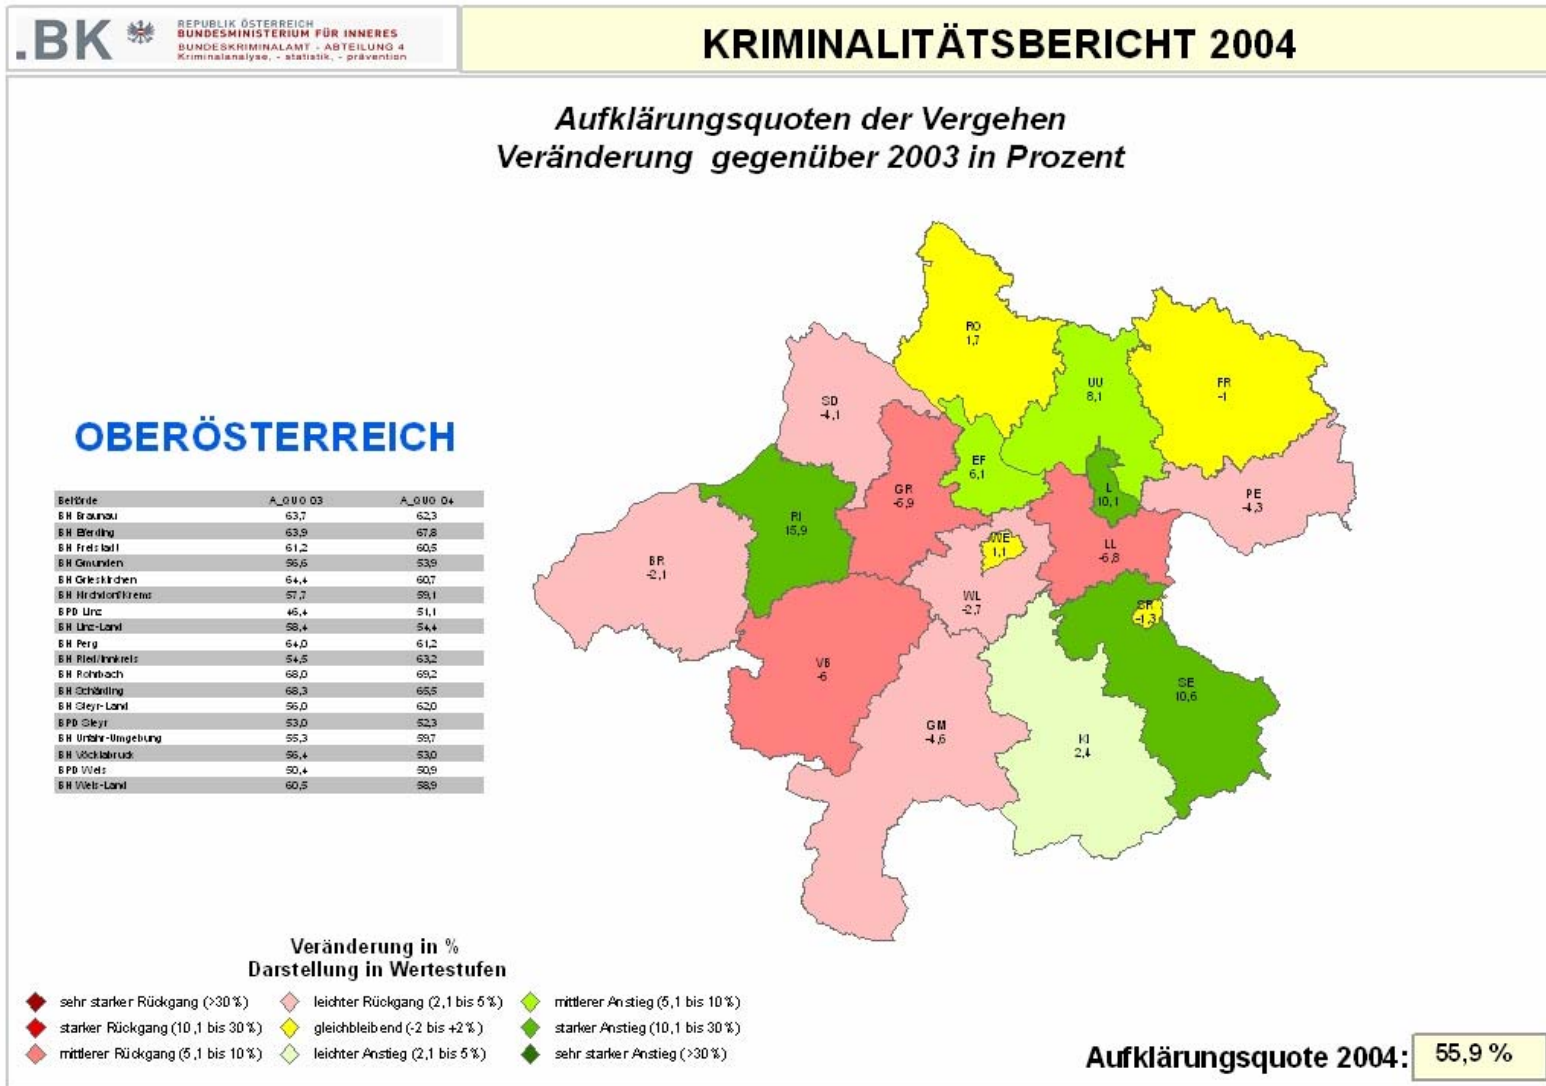 .BK
REPUBLIK ÖSTERREICH
BUNDESMINISTERIUM FÜR INNERES
BUNDESKRIMINALAMT - ABTEILUNG 4
Kriminalanalyse, - statistik, - prävention
KRIMINALITÄTSBERICHT 2004
Aufklärungsquoten der Vergehen
Veränderung gegenüber 2003 in Prozent
OBERÖSTERREICH
Behörde A_QUO 03 A_QUO 04
BH Braunau 63,7 62,3
BH Eferding 63,9 67,8
BH Freistadt 61,2 60,5
BH Gmunden 56,6 53,9
BH Grieskirchen 64,4 60,7
BH Kirchdorf/Krems 57,7 59,1
BPD Linz 46,4 51,1
BH Linz-Land 58,4 54,4
BH Perg 64,0 61,2
BH Ried/Innkreis 54,5 63,2
BH Rohrbach 68,0 69,2
BH Schärding 68,3 65,5
BH Steyr-Land 56,0 62,0
BPD Steyr 53,0 52,3
BH Urfahr-Umgebung 55,3 59,7
BH Vöcklabruck 56,4 53,0
BPD Wels 50,4 50,9
BH Wels-Land 60,5 58,9
RO
1,7
UU
8,1
FR
-1
SD
-4,1
EF
6,1
GR
-5,9
L
10,1
PE
-4,3
RI
15,9
WE
1,1
LL
-6,8
BR
-2,1
WL
-2,7
SR
-1,3
VB
-6
SE
10,6
GM
-4,6
KI
2,4
Veränderung in %
Darstellung in Wertestufen
sehr starker Rückgang (>30%)
starker Rückgang (10,1 bis 30%)
mittlerer Rückgang (5,1 bis 10%)
leichter Rückgang (2,1 bis 5%)
gleichbleibend (-2 bis +2%)
leichter Anstieg (2,1 bis 5%)
mittlerer Anstieg (5,1 bis 10%)
starker Anstieg (10,1 bis 30%)
sehr starker Anstieg (>30%)
Aufklärungsquote 2004: 55,9 %